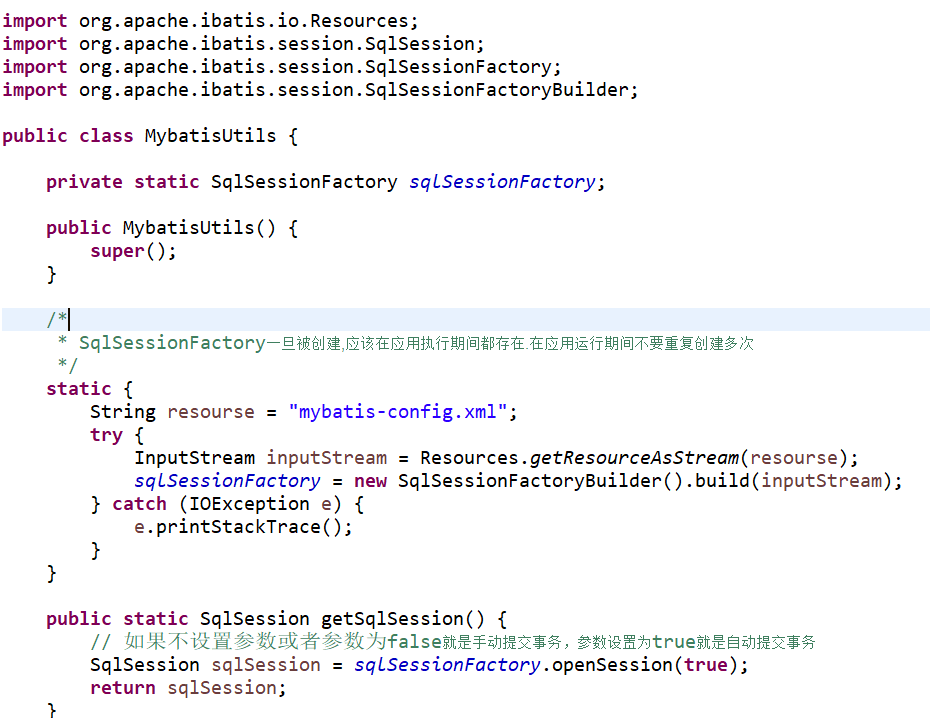 import org.apache.ibatis.io.Resources;
import org.apache.ibatis.session.SqlSession;
import org.apache.ibatis.session.SqlSessionFactory;
import org.apache.ibatis.session.SqlSessionFactoryBuilder;
public class MybatisUtils {
private static SqlSessionFactory sqlSessionFactory;
public MybatisUtils() {
super();
}
/*
* SqlSessionFactory一旦被创建,应该在应用执行期间都存在.在应用运行期间不要重复创建多次
*/
static {
String resourse = "mybatis-config.xml";
try {
InputStream inputStream = Resources.getResourceAsStream(resourse);
sqlSessionFactory = new SqlSessionFactoryBuilder().build(inputStream);
} catch (IOException e) {
e.printStackTrace();
}
}
public static SqlSession getSqlSession() {
// 如果不设置参数或者参数为false就是手动提交事务，参数设置为true就是自动提交事务
SqlSession sqlSession = sqlSessionFactory.openSession(true);
return sqlSession;
}